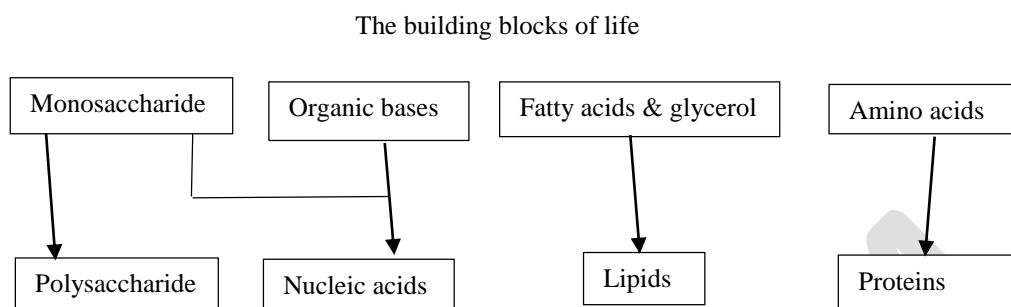 The building blocks of life
Monosaccharide
Organic bases
Fatty acids & glycerol
Amino acids
Polysaccharide
Nucleic acids
Lipids
Proteins